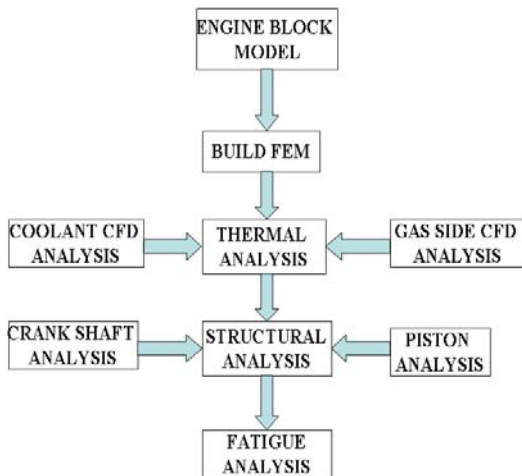 ENGINE BLOCK
MODEL
BUILD FEM
COOLANT CFD
ANALYSIS
THERMAL
ANALYSIS
GAS SIDE CFD
ANALYSIS
CRANK SHAFT
ANALYSIS
STRUCTURAL
ANALYSIS
PISTON
ANALYSIS
FATIGUE
ANALYSIS